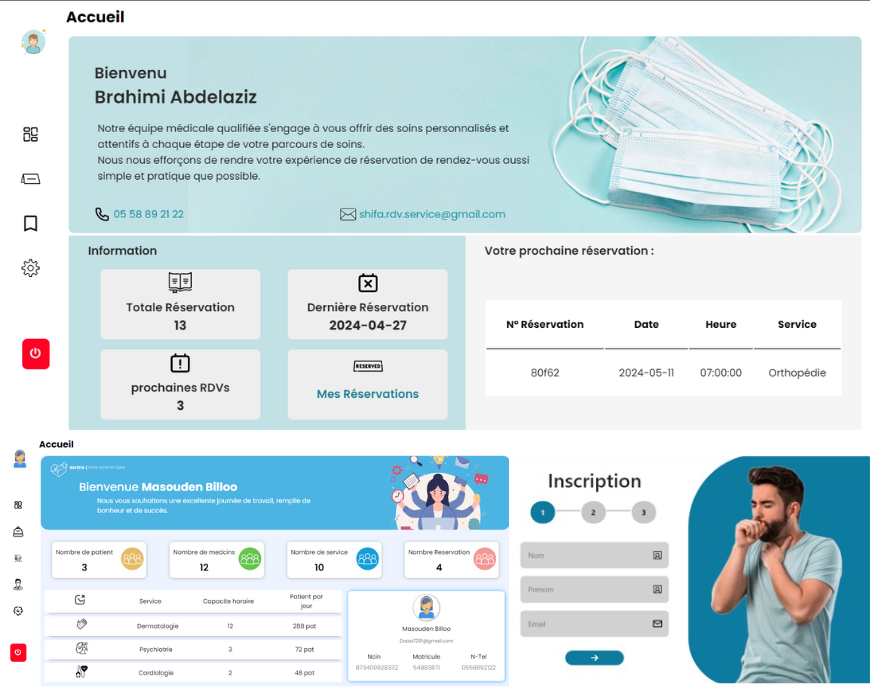 Accueil
Bienvenu
Brahimi Abdelaziz
Notre équipe médicale qualifiée s'engage à vous offrir des soins personnalisés et
attentifs à chaque étape de votre parcours de soins.
Nous nous efforçons de rendre votre expérience de réservation de rendez-vous aussi
simple et pratique que possible.
05 58 89 21 22
shifa.rdv.service@gmail.com
Information
Totale Réservation
13
Dernière Réservation
2024-04-27
prochaines RDVs
3
RESERVED
Mes Réservations
Votre prochaine réservation :
N° Réservation Date Heure Service
80f62 2024-05-11 07:00:00 Orthopédie
Accueil
SHIFA |
Bienvenue Masouden Billoo
Nous vous souhaitons une excellente journée de travail, remplie de
bonheur et de succès.
Nombre de patient
3
Nombre de medcins
12
Nombre de service
10
Nombre Reservation
4
Service Capacite horaire Patient par
jour
Dermatologie 12 288 pat
Psychiatrie 3 72 pat
Cardiologie 2 48 pat
Masouden Billoo
Zozoo7291@gmail.com
Ncin Matricule N-Tel
873400928332 54883871 0558892122
Inscription
1 2 3
Nom
Prenom
Email